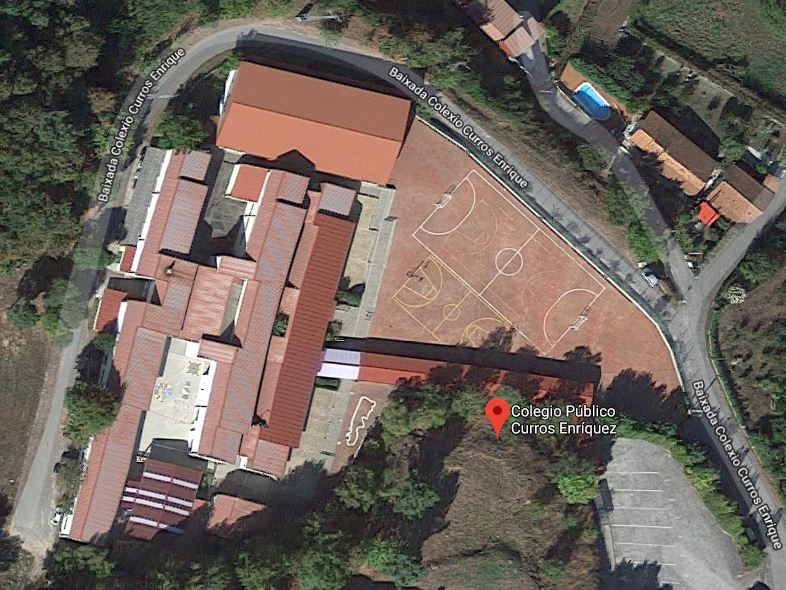 Baixada Colexio Curros Enrique
Baixada Colexio Curros Enrique
Colegio Público
Curros Enríquez
Baixada Colexio Curros Enrique